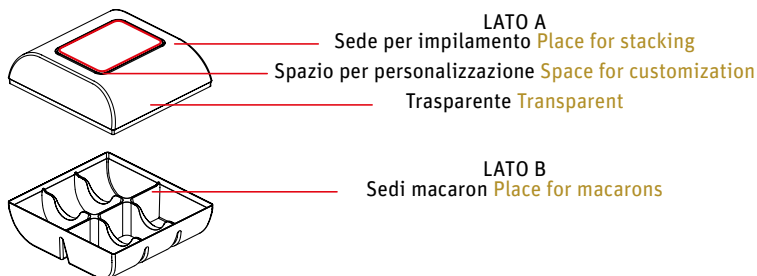 LATO A
Sede per impilamento Place for stacking
Spazio per personalizzazione Space for customization
Trasparente Transparent
LATO B
Sedi macaron Place for macarons